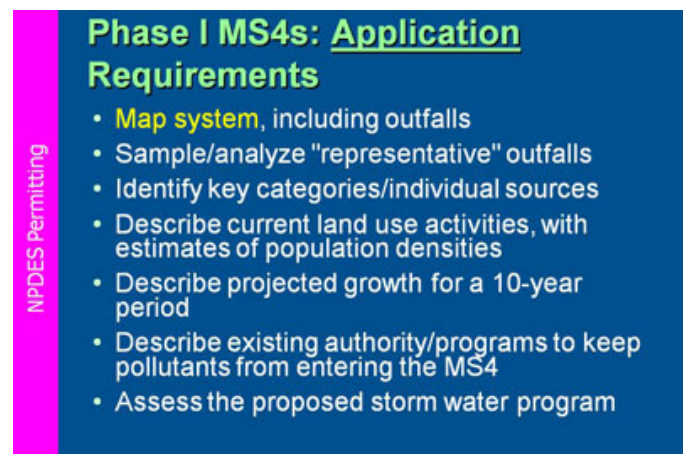 Phase I MS4s: Application
Requirements
• Map system, including outfalls
• Sample/analyze "representative" outfalls
• Identify key categories/individual sources
• Describe current land use activities, with
estimates of population densities
• Describe projected growth for a 10-year
period
• Describe existing authority/programs to keep
pollutants from entering the MS4
• Assess the proposed storm water program
NPDES Permitting